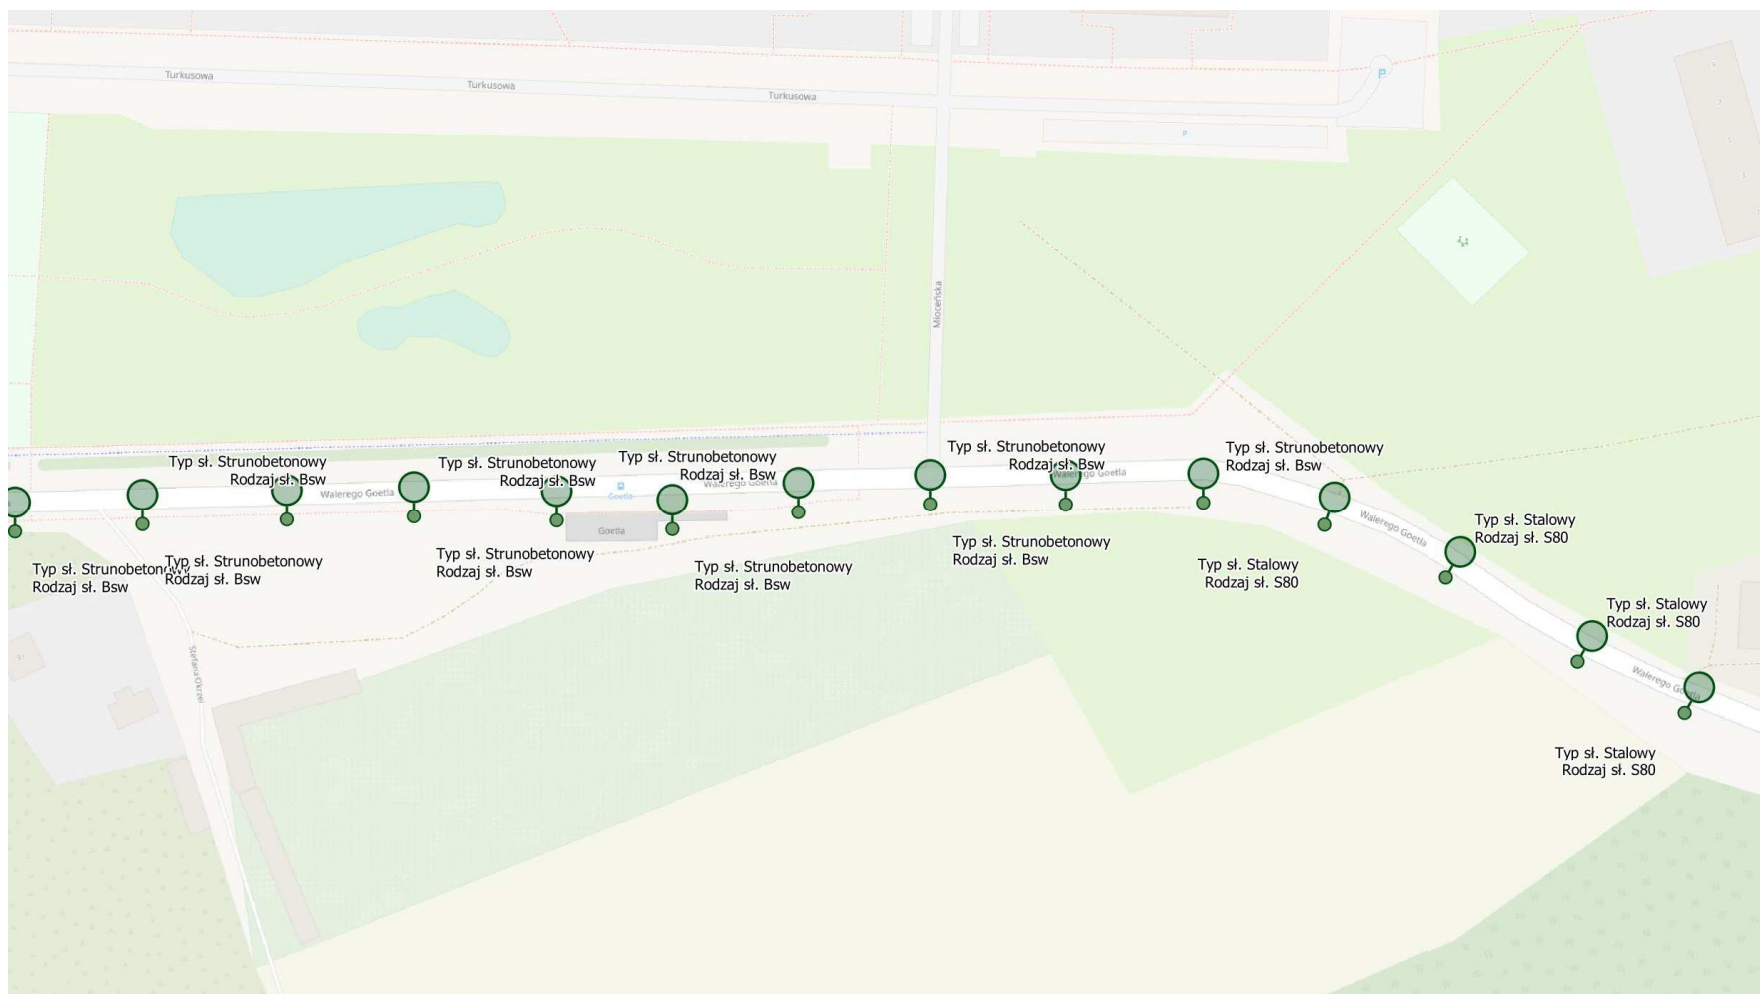 Turkusowa
Turkusowa
Turkusowa
P
P
Mioceńska
Typ sł. Strunobetonowy
Rodzaj sł. Bsw
Typ sł. Strunobetonowy
Rodzaj sł. Bsw
Typ sł. Strunobetonowy
Rodzaj sł. Bsw
Typ sł. Strunobetonowy
Rodzaj sł. Bsw
Typ sł. Strunobetonowy
Rodzaj sł. Bsw
Walerego Goetla
Goetla
Walerego Goetla
Walerego Goetla
Walerego Goetla
Goetla
Typ sł. Stalowy
Rodzaj sł. S80
Typ sł. Strunobetonowy
Rodzaj sł. Bsw
Typ sł. Strunobetonowy
Rodzaj sł. Bsw
Typ sł. Strunobetonowy
Rodzaj sł. Bsw
Typ sł. Strunobetonowy
Rodzaj sł. Bsw
Typ sł. Strunobetonowy
Rodzaj sł. Bsw
Typ sł. Stalowy
Rodzaj sł. S80
Typ sł. Stalowy
Rodzaj sł. S80
Stefana Okrzei
Walerego Goetla
Typ sł. Stalowy
Rodzaj sł. S80